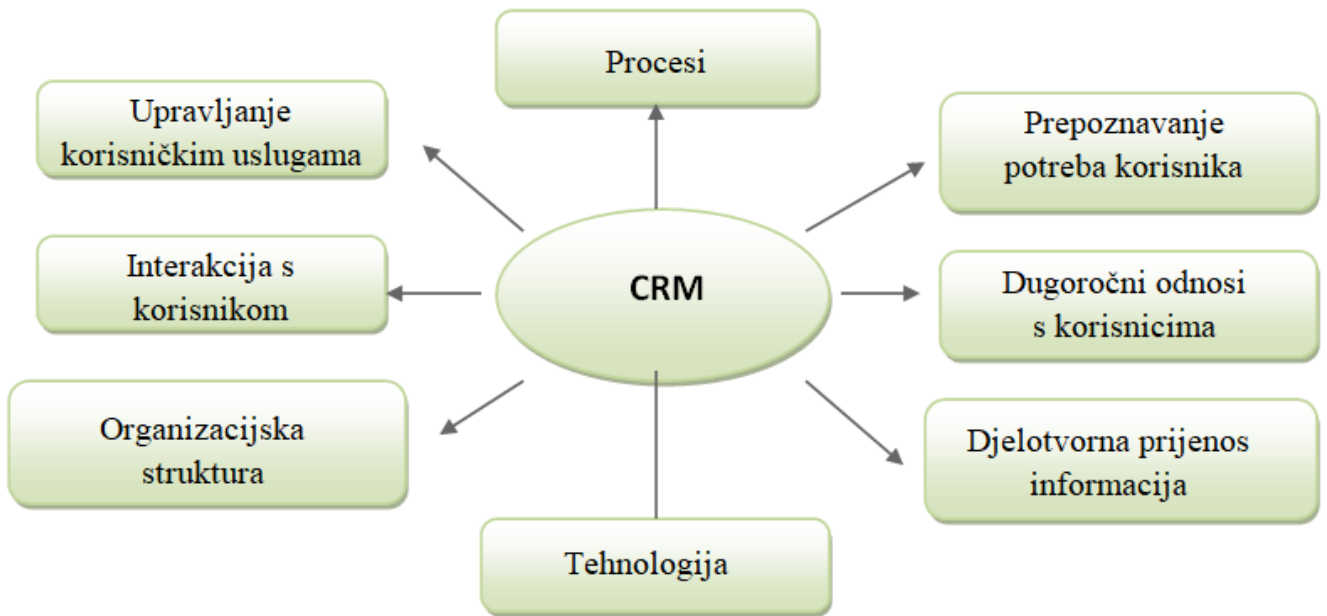 Procesi
Upravljanje
korisničkim uslugama
Prepoznavanje
potreba korisnika
Interakcija s
korisnikom
CRM
Dugoročni odnosi
s korisnicima
Organizacijska
struktura
Djelotvorna prijenos
informacija
Tehnologija